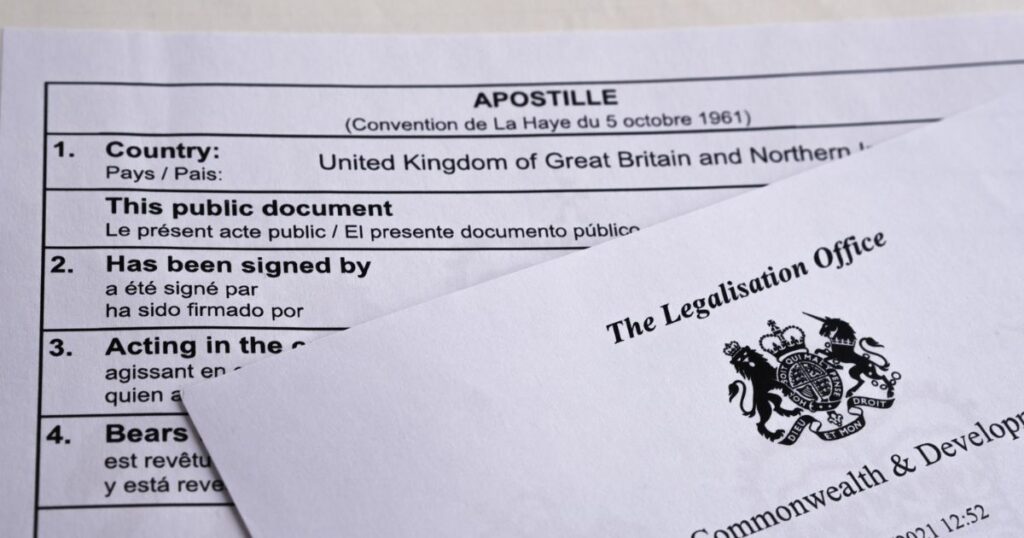 APOSTILLE
(Convention de La Haye du 5 octobre 1961)
1. Country: United Kingdom of Great Britain and Northern
Pays / Pais:
This public document
Le présent acte public / El presente documento público
2. Has been signed by
a été signé par
ha sido firmado por
3. Acting in the
agissant en
quien a
4. Bears
est revêtu
y está reve
The Legalisation Office
DIEU ET MON DROIT
Commonwealth & Develop
2021 12:52